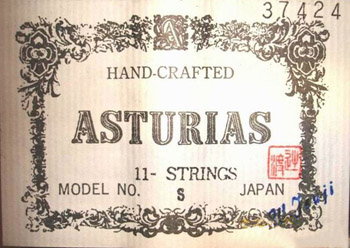 37424
A
HAND-CRAFTED
ASTURIAS
11- STRINGS
MODEL NO. S JAPAN